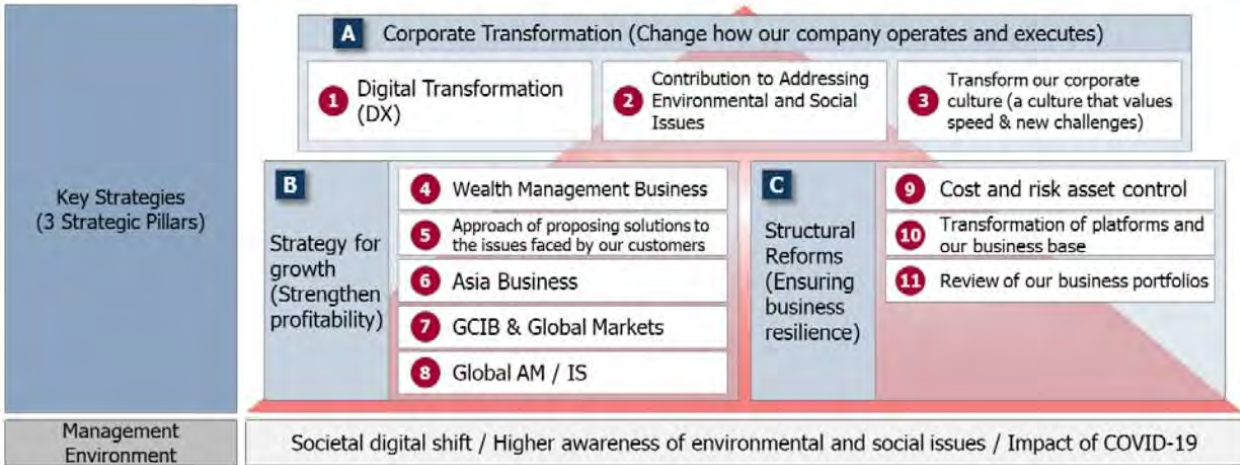 A Corporate Transformation (Change how our company operates and executes)
1 Digital Transformation
(DX)
2 Contribution to Addressing
Environmental and Social
Issues
3 Transform our corporate
culture (a culture that values
speed & new challenges)
Key Strategies
(3 Strategic Pillars)
B
Strategy for
growth
(Strengthen
profitability)
4 Wealth Management Business
5 Approach of proposing solutions to
the issues faced by our customers
6 Asia Business
7 GCIB & Global Markets
8 Global AM / IS
C
Structural
Reforms
(Ensuring
business
resilience)
9 Cost and risk asset control
10 Transformation of platforms and
our business base
11 Review of our business portfolios
Management
Environment
Societal digital shift / Higher awareness of environmental and social issues / Impact of COVID-19